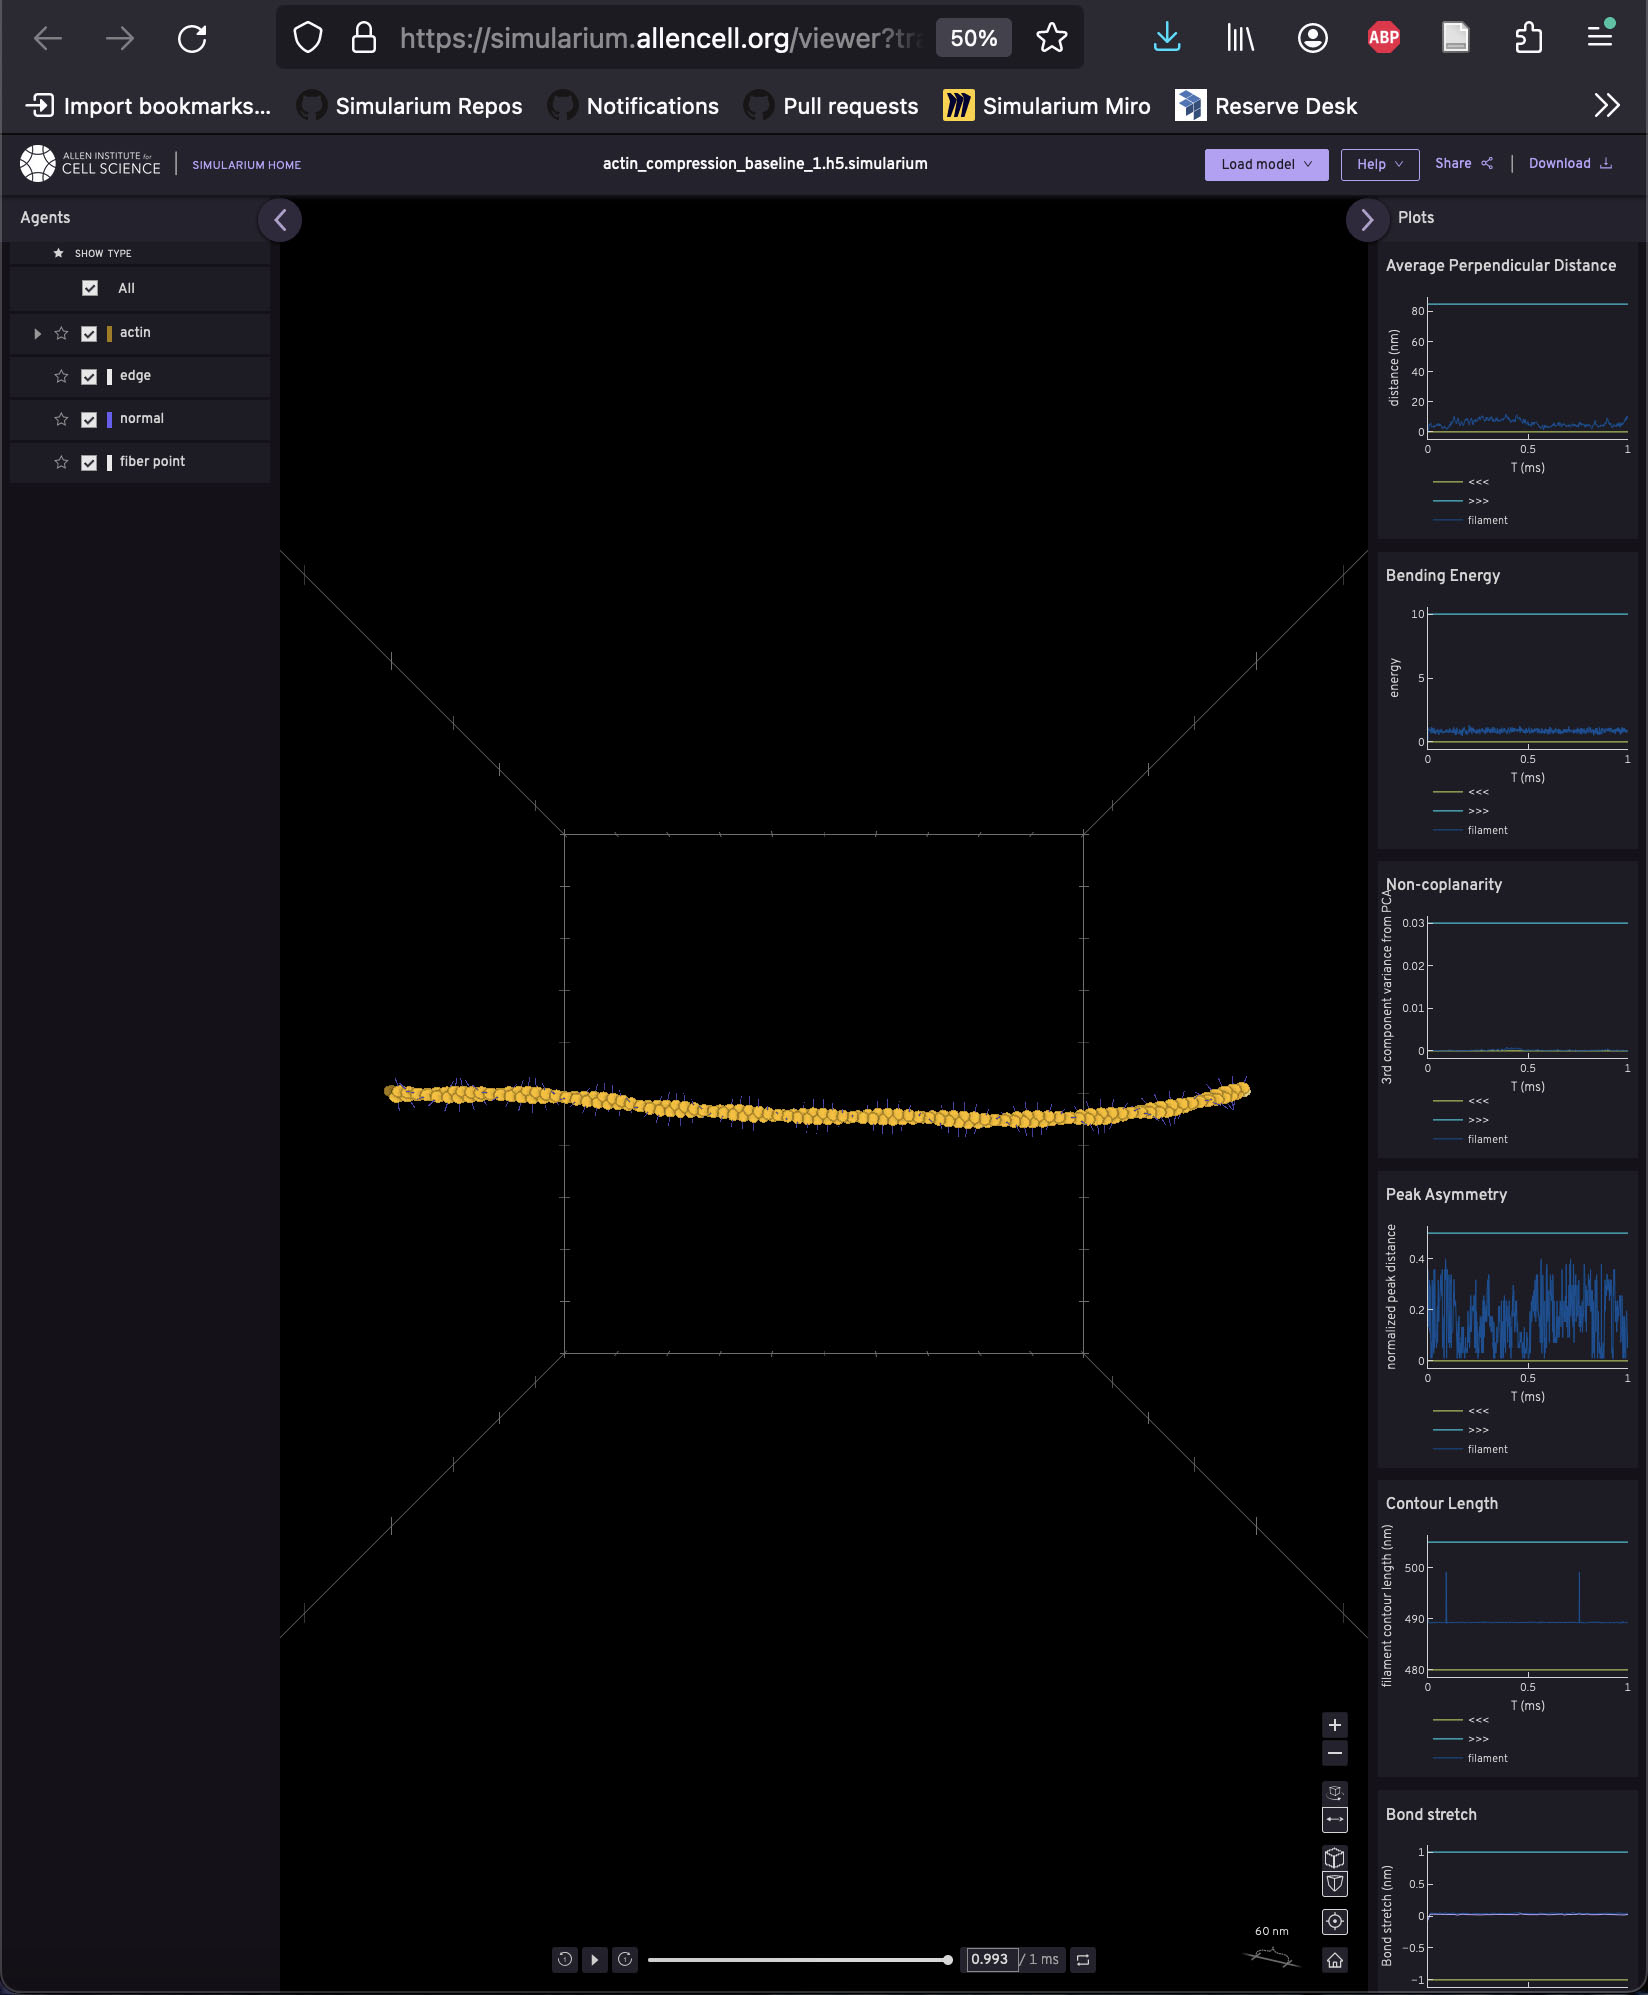 https://simularium.allencell.org/viewer?tra
50%
ABP
Import bookmarks...
Simularium Repos
Notifications
Pull requests
Simularium Miro
Reserve Desk
ALLEN INSTITUTE for
CELL SCIENCE
SIMULARIUM HOME
actin_compression_baseline_1.h5.simularium
Load model
Help
Share
Download
Agents
SHOW TYPE
All
actin
edge
normal
fiber point
Plots
Average Perpendicular Distance
distance (nm)
80
60
40
20
0
0
0.5
1
T (ms)
<<<
>>>
filament
Bending Energy
energy
10
5
0
0
0.5
1
T (ms)
<<<
>>>
filament
Non-coplanarity
3rd component variance from PCA
0.03
0.02
0.01
0
0
0.5
1
T (ms)
<<<
>>>
filament
Peak Asymmetry
normalized peak distance
0.4
0.2
0
0
0.5
1
T (ms)
<<<
>>>
filament
Contour Length
filament contour length (nm)
500
490
480
0
0.5
1
T (ms)
<<<
>>>
filament
Bond stretch
Bond stretch (nm)
1
0.5
0
−0.5
−1
60 nm
1
1
0.993 / 1 ms